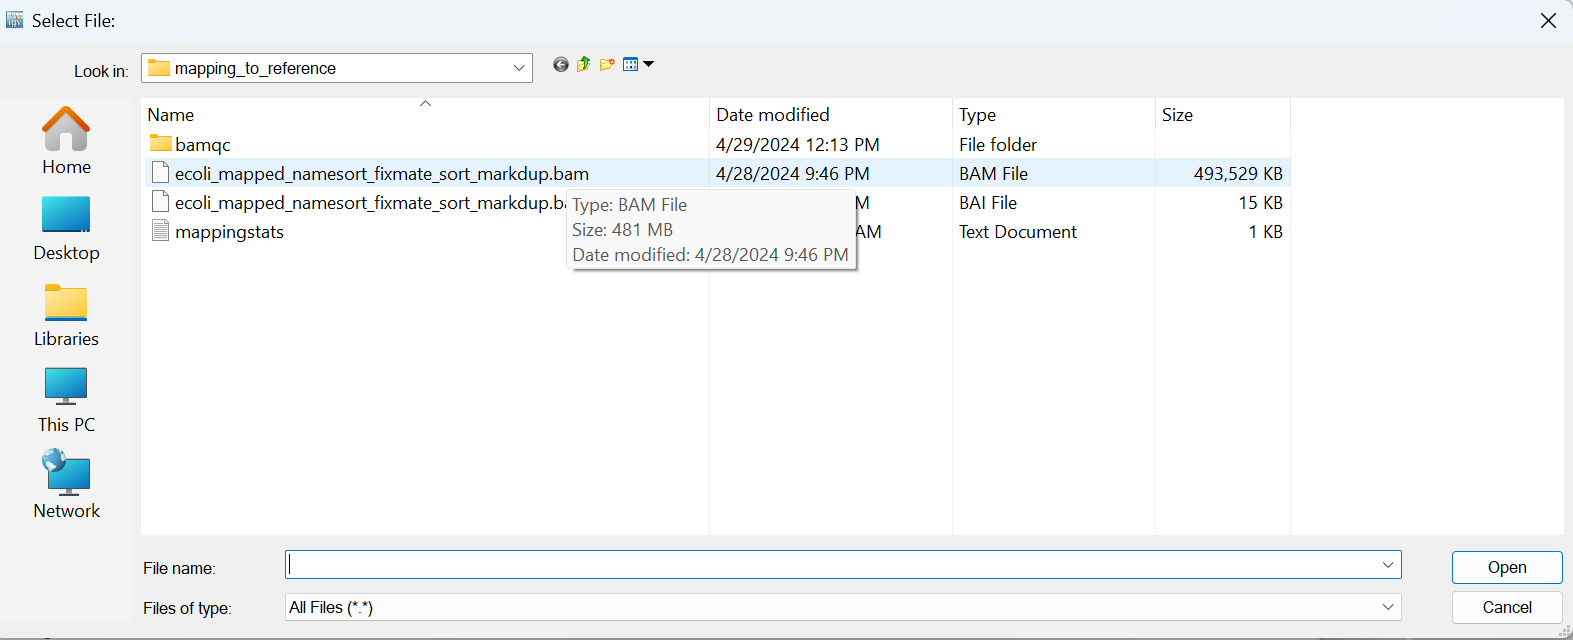 Select File:
Look in: mapping_to_reference
Name Date modified Type Size
bamqc 4/29/2024 12:13 PM File folder
ecoli_mapped_namesort_fixmate_sort_markdup.bam 4/28/2024 9:46 PM BAM File 493,529 KB
ecoli_mapped_namesort_fixmate_sort_markdup.ba M BAI File 15 KB
mappingstats AM Text Document 1 KB
Type: BAM File
Size: 481 MB
Date modified: 4/28/2024 9:46 PM
Home
Desktop
Libraries
This PC
Network
File name: Open
Files of type: All Files (*.*) Cancel